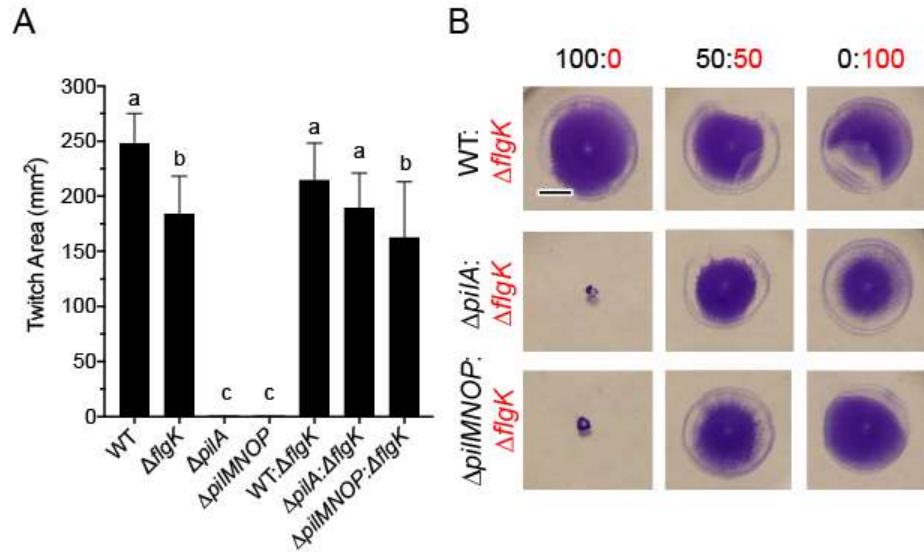 A
Twitch Area (mm²)
300
250
200
150
100
50
0
a
b
c
c
a
a
b
WT
ΔflgK
ΔpilA
ΔpilMNOP
WT:ΔflgK
ΔpilA:ΔflgK
ΔpilMNOP:ΔflgK
B
100:0
50:50
0:100
WT:
ΔflgK
ΔpilA:
ΔflgK
ΔpilMNOP:
ΔflgK